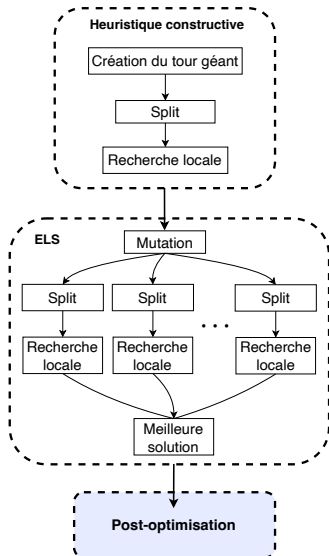 Heuristique constructive
Création du tour géant
Split
Recherche locale
ELS
Mutation
Split
Split
Split
. . .
Recherche
locale
Recherche
locale
Recherche
locale
Meilleure
solution
Post-optimisation